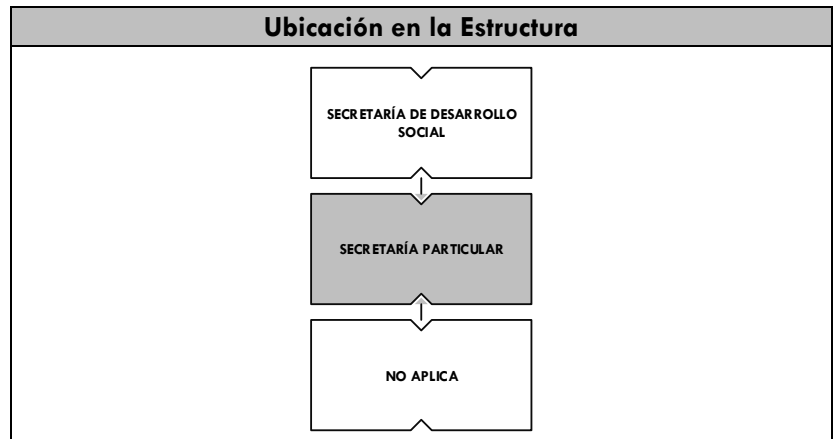 Ubicación en la Estructura
SECRETARÍA DE DESARROLLO
SOCIAL
SECRETARÍA PARTICULAR
NO APLICA